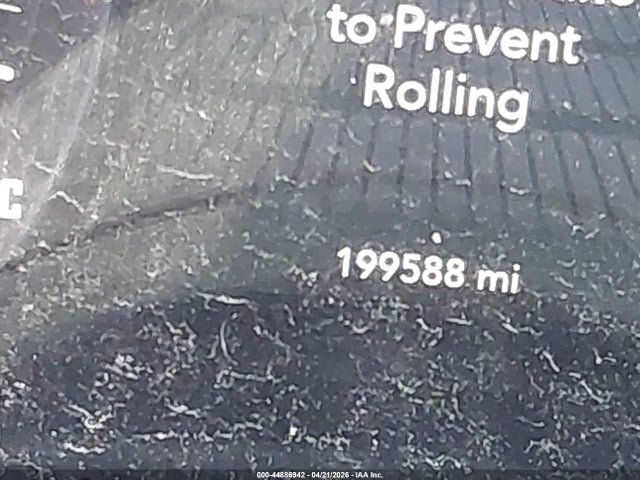 to Prevent
Rolling
C
199588 mi
000-44886942 - 04/21/2026 - IAA Inc.